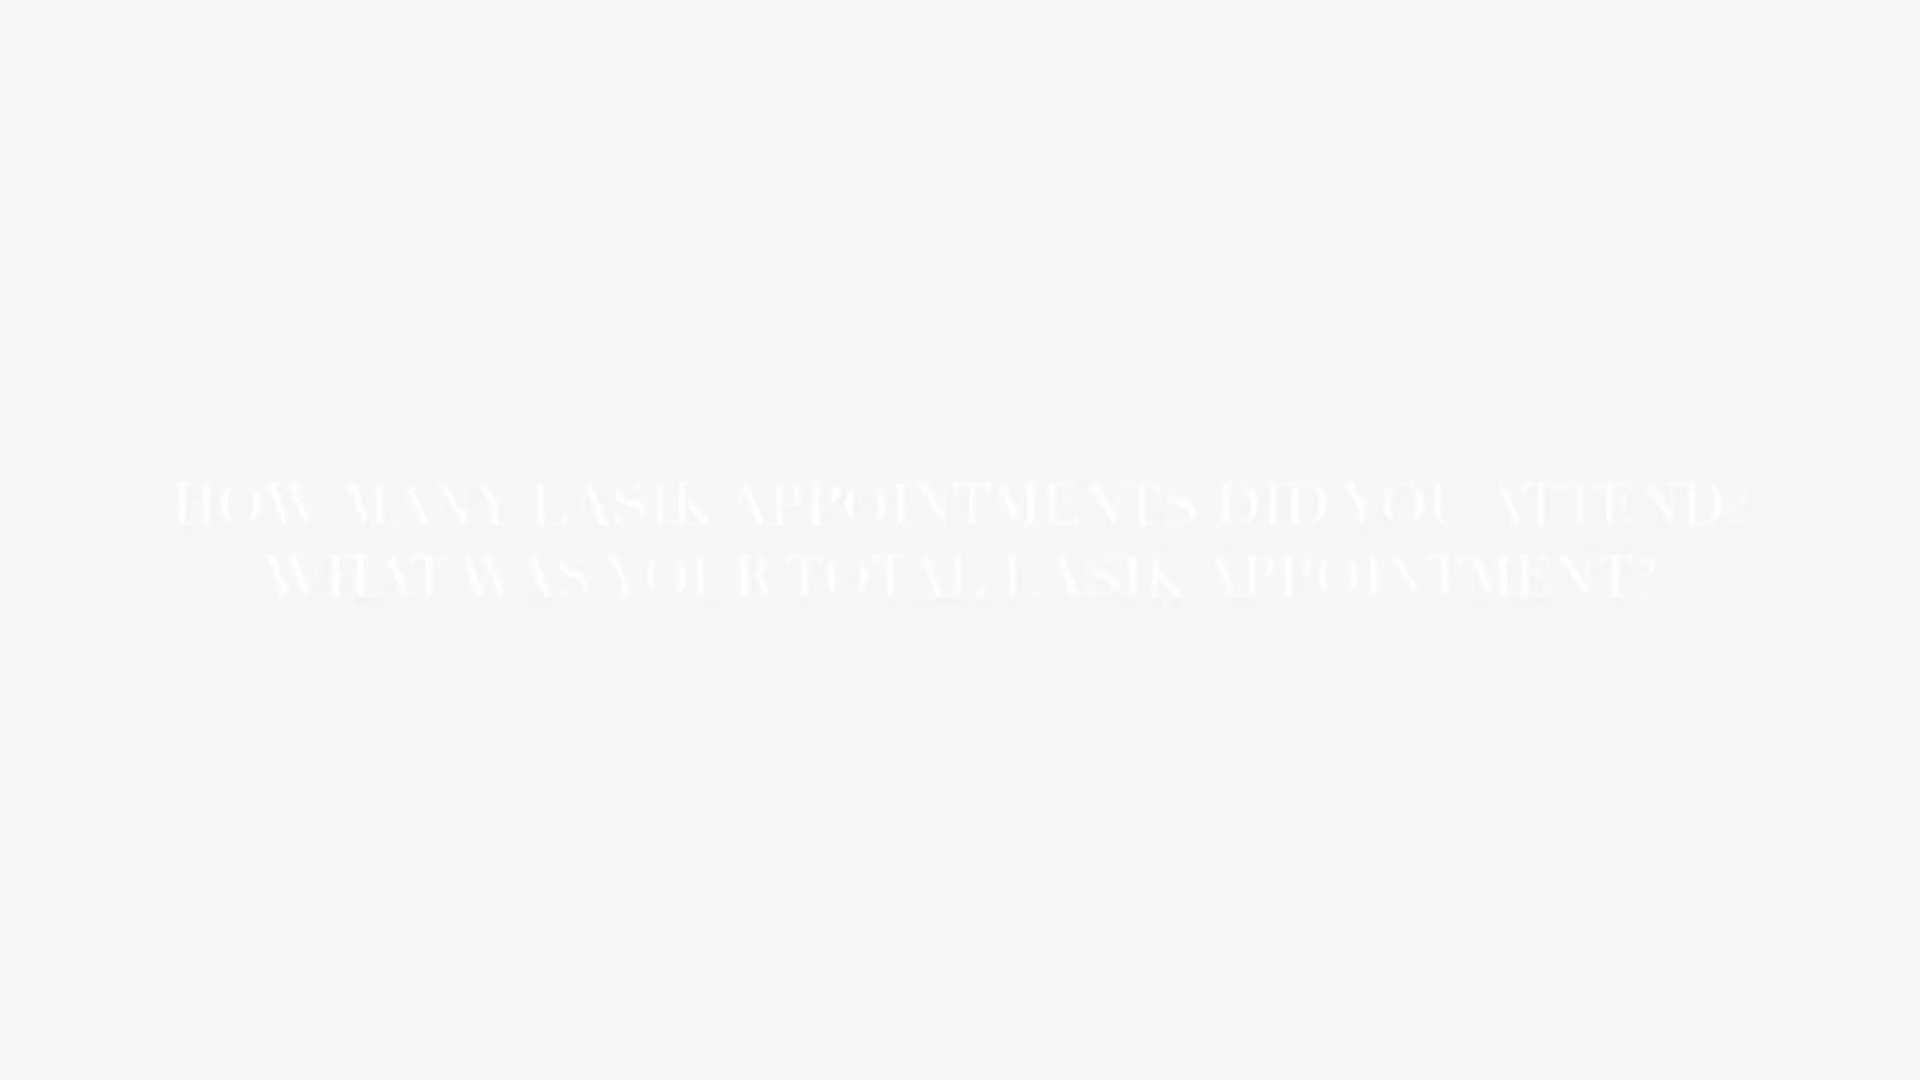 HOW MANY LASIK APPOINTMENTS DID YOU ATTEND?
WHAT WAS YOUR TOTAL LASIK APPOINTMENT?